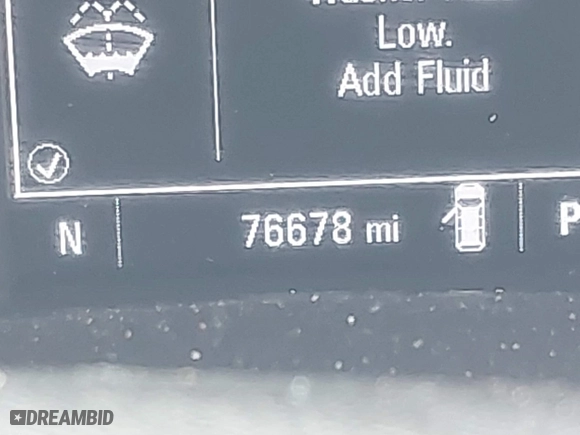 Low.
Add Fluid
N
76678 mi
P
DREAMBID